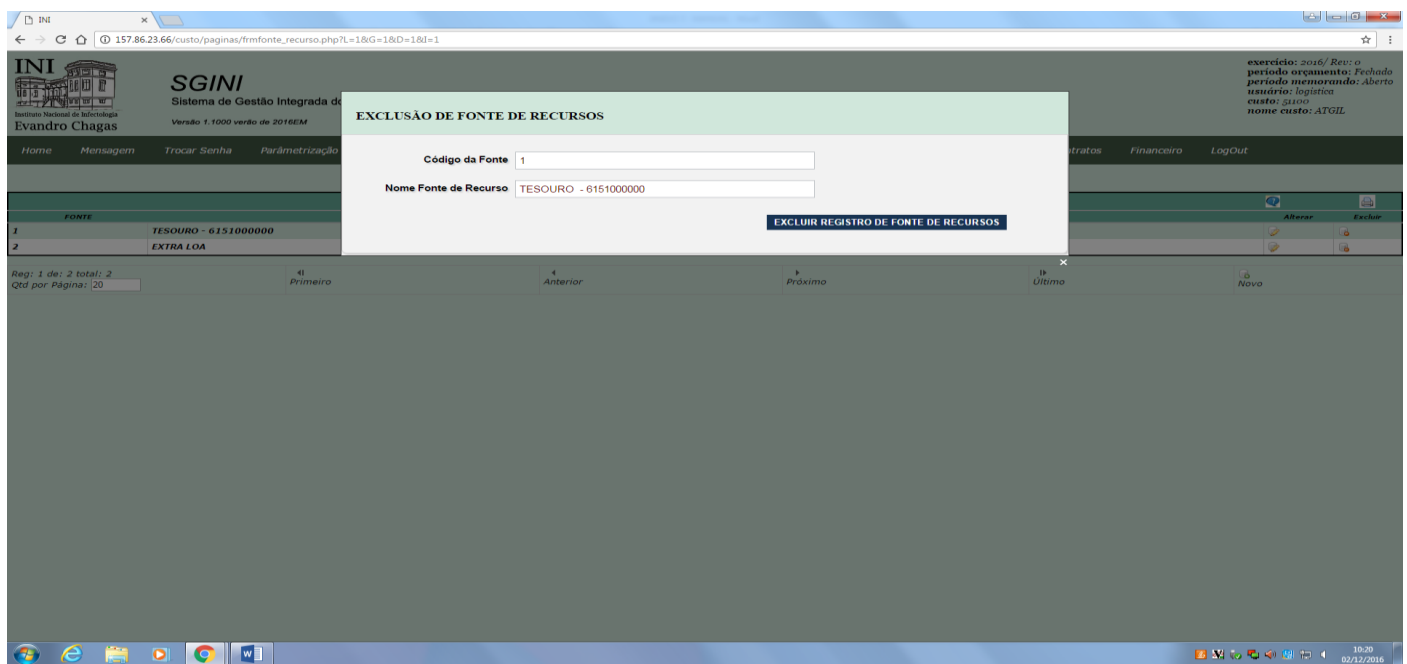 INI
157.86.23.66/custo/paginas/frmfonte_recurso.php?L=1&G=1&D=1&I=1
INI
Instituto Nacional de Infectologia
Evandro Chagas
SGINI
Sistema de Gestão Integrada do
Versão 1.1000 verão de 2016EM
exercício: 2016/ Rev: 0
período orçamento: Fechado
período memorando: Aberto
usuário: logistica
custo: 51100
nome custo: ATGIL
Home Mensagem Trocar Senha Parâmetrização
Financeiro LogOut
EXCLUSÃO DE FONTE DE RECURSOS
Código da Fonte 1
Nome Fonte de Recurso TESOURO - 6151000000
EXCLUIR REGISTRO DE FONTE DE RECURSOS
FONTE Alterar Excluir
1 TESOURO - 6151000000
2 EXTRA LOA
Reg: 1 de: 2 total: 2
Qtd por Página: 20
Primeiro Anterior Próximo Último Novo
10:20
02/12/2016